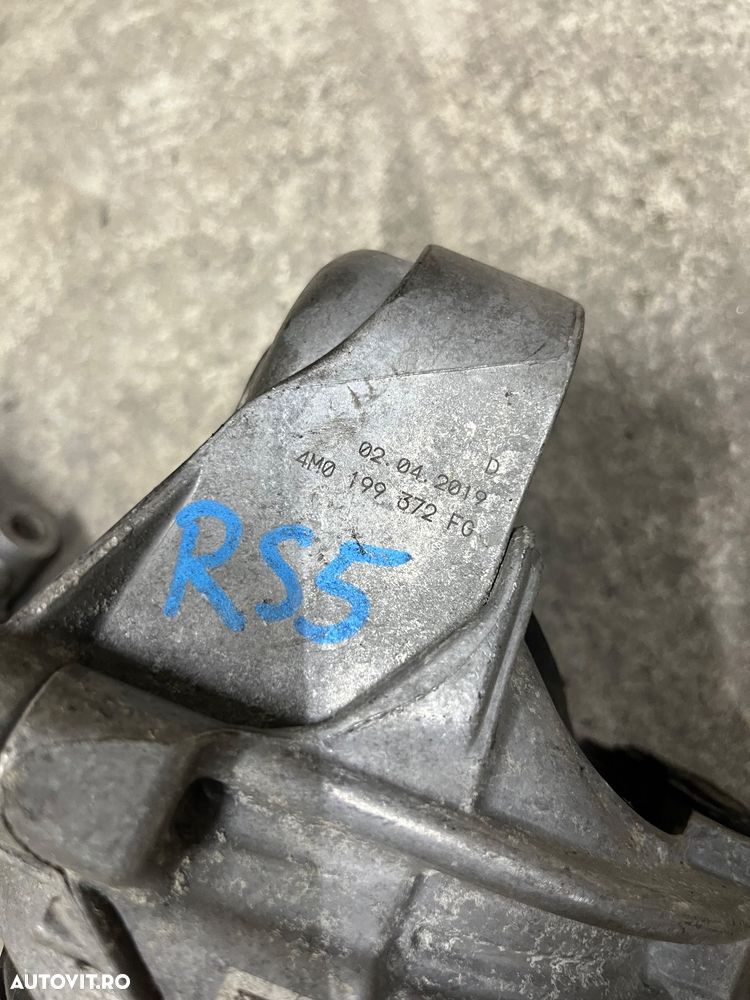 D
02.04.2019
4M0 199 372 FG
RS5
AUTOVIT.RO